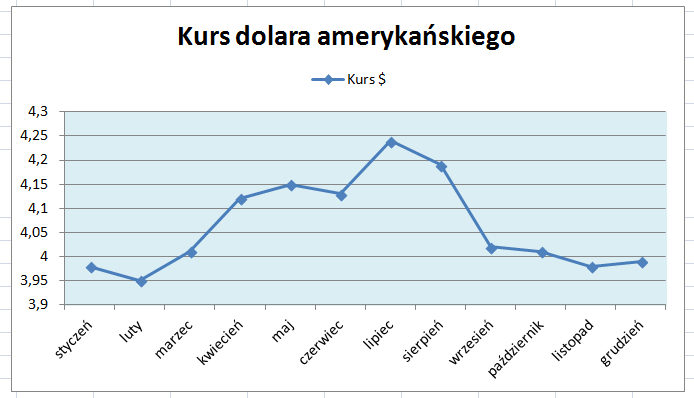 Kurs dolara amerykańskiego
Kurs $
4,3
4,25
4,2
4,15
4,1
4,05
4
3,95
3,9
styczeń
luty
marzec
kwiecień
maj
czerwiec
lipiec
sierpień
wrzesień
październik
listopad
grudzień